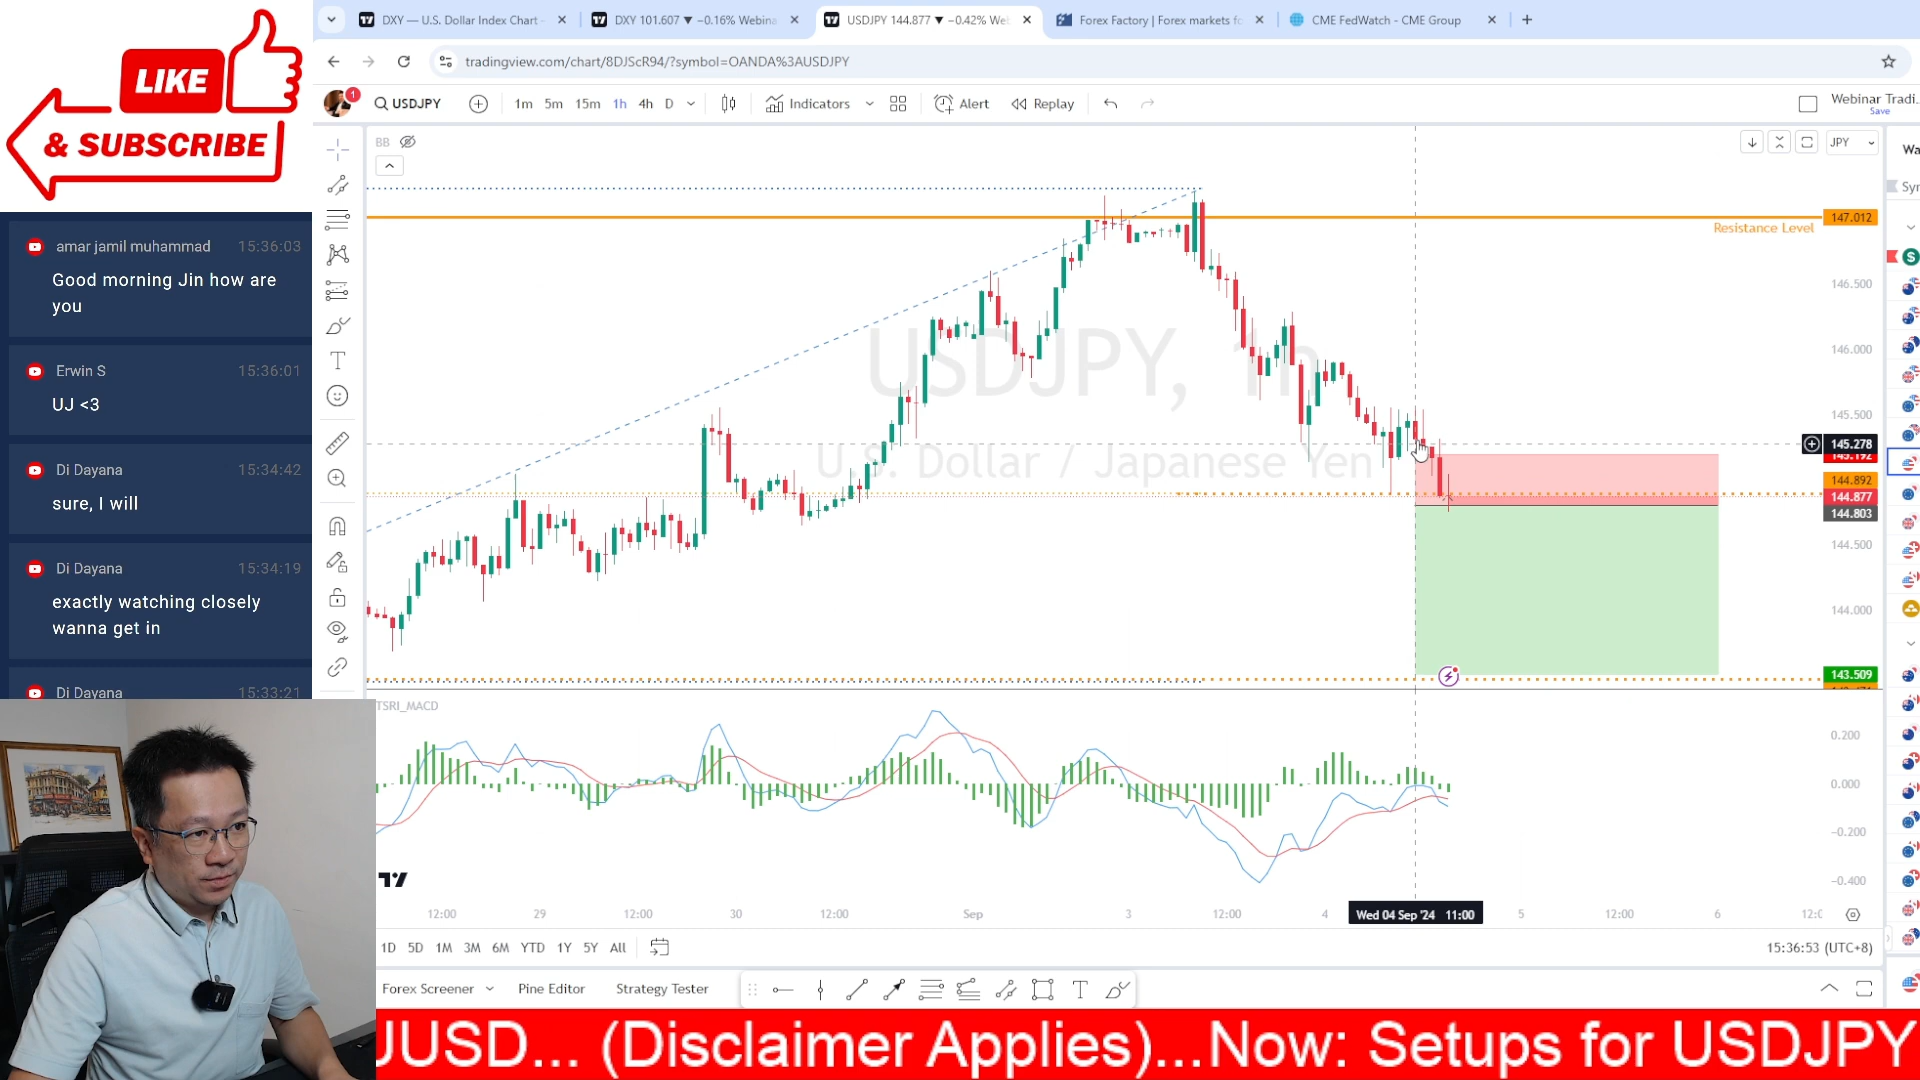 LIKE
& SUBSCRIBE
amar jamil muhammad 15:36:03
Good morning Jin how are
you
Erwin S 15:36:01
UJ <3
Di Dayana 15:34:42
sure, I will
Di Dayana 15:34:19
exactly watching closely
wanna get in
Di Dayana 15:33:21
DXY — U.S. Dollar Index Chart
DXY 101.607 ▼ −0.16% Webina
USDJPY 144.877 ▼ −0.42% We
Forex Factory | Forex markets fo
CME FedWatch - CME Group
tradingview.com/chart/8DJScR94/?symbol=OANDA%3AUSDJPY
1
USDJPY
1m 5m 15m 1h 4h D
Indicators
Alert
Replay
Webinar Tradi...
Save
BB
JPY
Wa
Syr
147.012
Resistance Level
146.500
146.000
145.500
145.278
145.192
144.892
144.877
144.803
144.500
144.000
143.509
USDJPY, 1h
U.S. Dollar / Japanese Yen
TSRI_MACD
0.200
0.000
−0.200
−0.400
12:00 29 12:00 30 12:00 Sep 3 12:00 4 Wed 04 Sep '24 11:00 5 12:00 6 12:0
1D 5D 1M 3M 6M YTD 1Y 5Y All
15:36:53 (UTC+8)
Forex Screener
Pine Editor
Strategy Tester
JUSD... (Disclaimer Applies)...Now: Setups for USDJPY